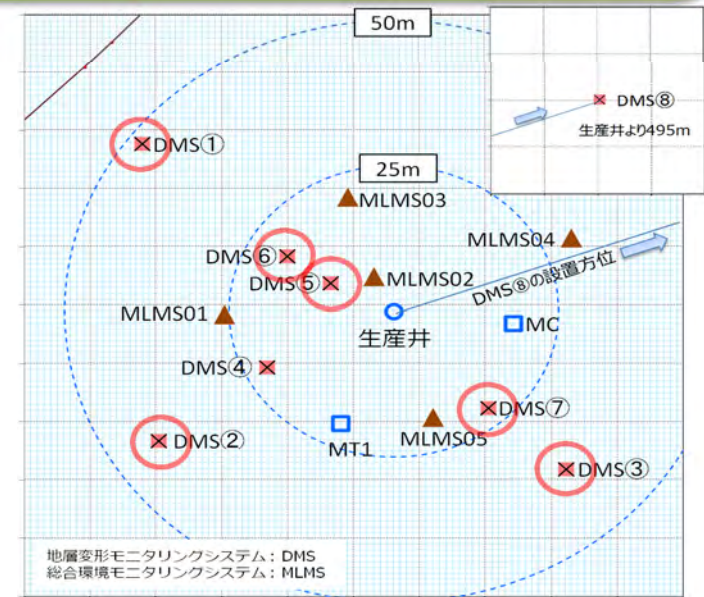 50m
DMS⑧
生産井より495m
DMS①
25m
MLMS03
MLMS04
DMS⑥
DMS⑤
MLMS02
DMS⑧の設置方位
MLMS01
生産井
MC
DMS④
DMS⑦
DMS②
MT1
MLMS05
DMS③
地層変形モニタリングシステム：DMS
総合環境モニタリングシステム：MLMS